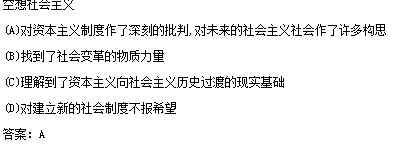 空想社会主义
(A)对资本主义制度作了深刻的批判,对未来的社会主义社会作了许多构思
(B)找到了社会变革的物质力量
(C)理解到了资本主义向社会主义历史过渡的现实基础
(D)对建立新的社会制度不报希望
答案: A